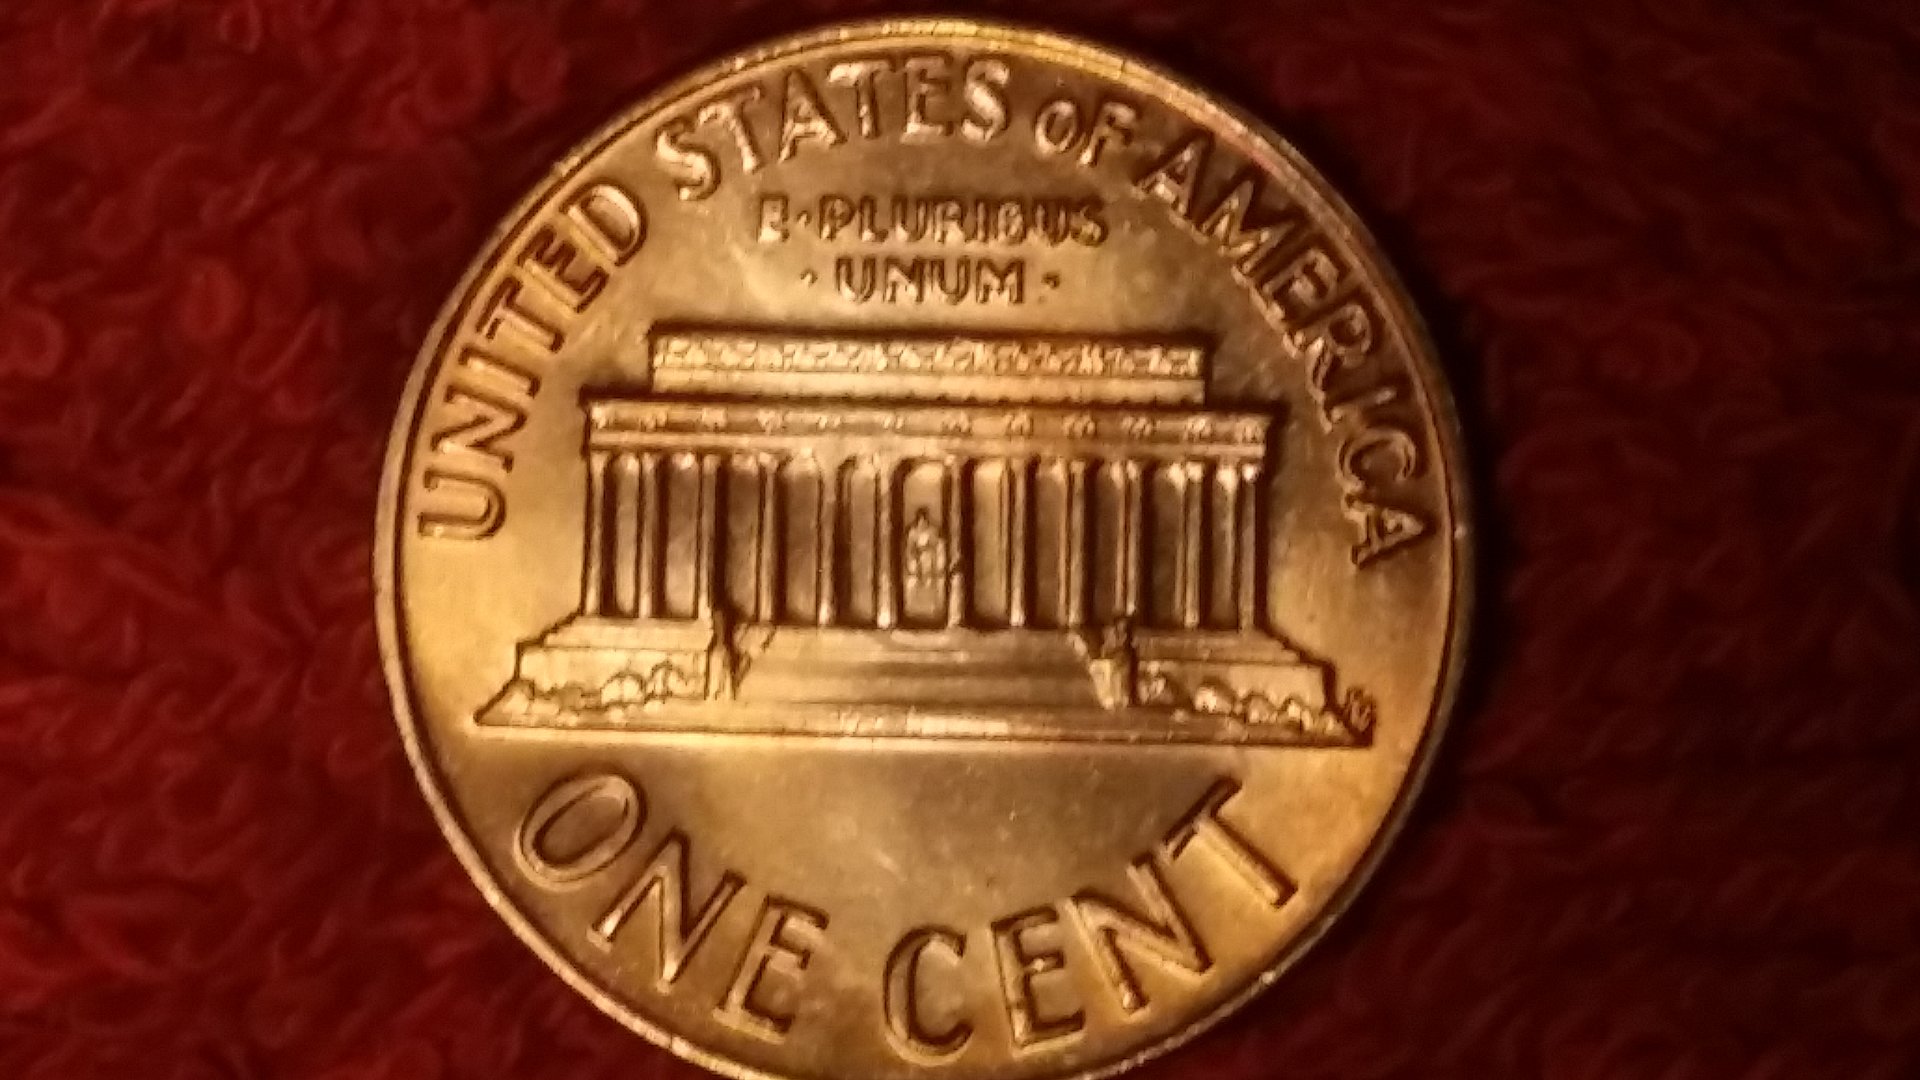 UNITED STATES OF AMERICA
E·PLURIBUS
·UNUM·
ONE CENT